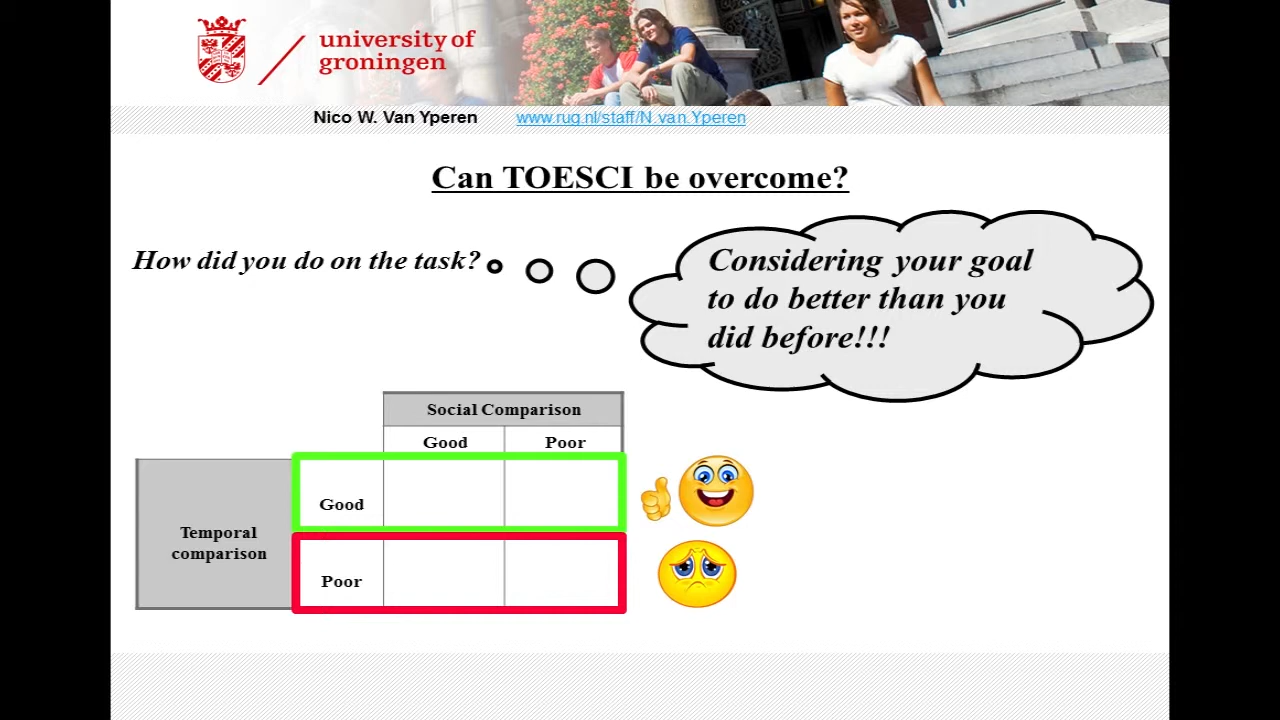 university of
groningen
Nico W. Van Yperen www.rug.nl/staff/N.van.Yperen
Can TOESCI be overcome?
How did you do on the task?
Considering your goal
to do better than you
did before!!!
Social Comparison
Good Poor
Good
Temporal
comparison
Poor